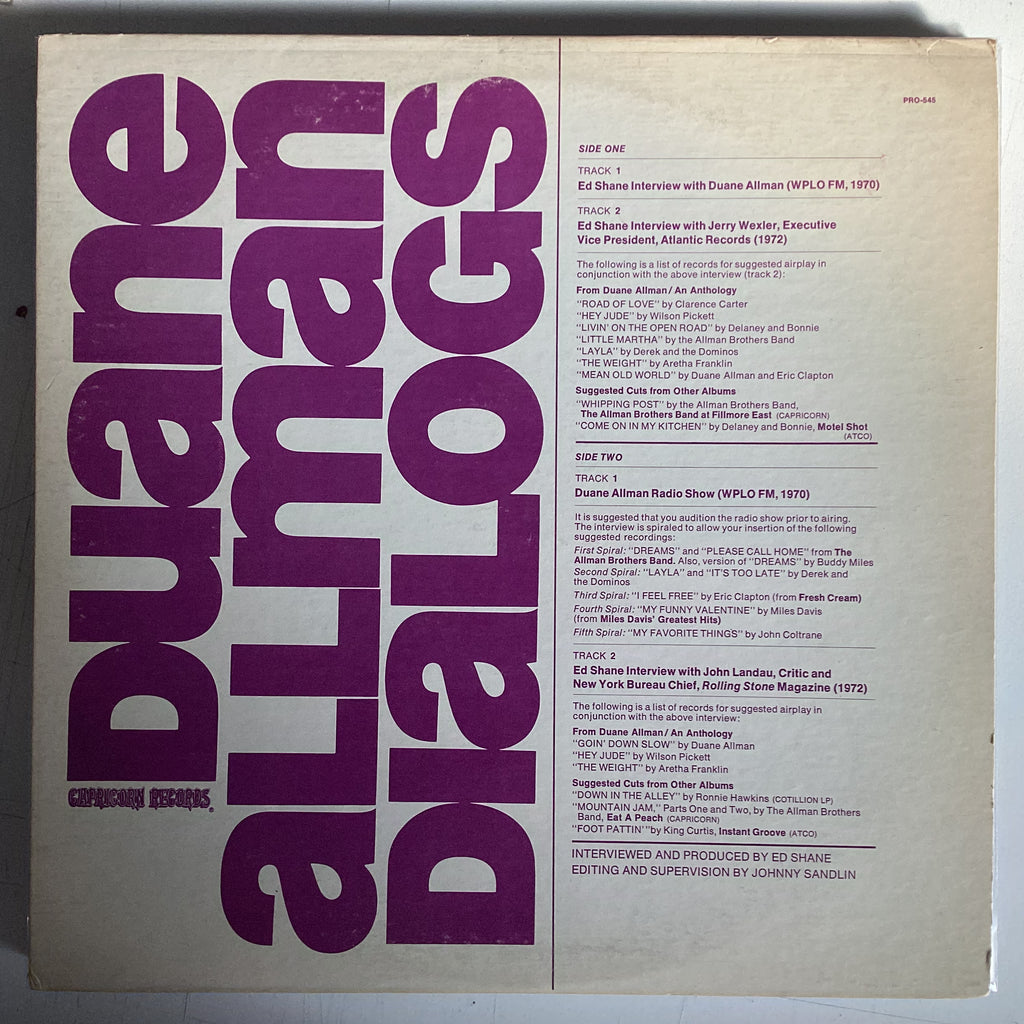 Duane
aLLman
DIaLOGs
CAPRICORN RECORDS®
PRO-545
SIDE ONE
TRACK 1
Ed Shane Interview with Duane Allman (WPLO FM, 1970)
TRACK 2
Ed Shane Interview with Jerry Wexler, Executive
Vice President, Atlantic Records (1972)
The following is a list of records for suggested airplay in
conjunction with the above interview (track 2):
From Duane Allman/An Anthology
"ROAD OF LOVE" by Clarence Carter
"HEY JUDE" by Wilson Pickett
"LIVIN' ON THE OPEN ROAD" by Delaney and Bonnie
"LITTLE MARTHA" by the Allman Brothers Band
"LAYLA" by Derek and the Dominos
"THE WEIGHT" by Aretha Franklin
"MEAN OLD WORLD" by Duane Allman and Eric Clapton
Suggested Cuts from Other Albums
"WHIPPING POST" by the Allman Brothers Band,
The Allman Brothers Band at Fillmore East (CAPRICORN)
"COME ON IN MY KITCHEN" by Delaney and Bonnie, Motel Shot
(ATCO)
SIDE TWO
TRACK 1
Duane Allman Radio Show (WPLO FM, 1970)
It is suggested that you audition the radio show prior to airing.
The interview is spiraled to allow your insertion of the following
suggested recordings:
First Spiral: "DREAMS" and "PLEASE CALL HOME" from The
Allman Brothers Band. Also, version of "DREAMS" by Buddy Miles
Second Spiral: "LAYLA" and "IT'S TOO LATE" by Derek and
the Dominos
Third Spiral: "I FEEL FREE" by Eric Clapton (from Fresh Cream)
Fourth Spiral: "MY FUNNY VALENTINE" by Miles Davis
(from Miles Davis' Greatest Hits)
Fifth Spiral: "MY FAVORITE THINGS" by John Coltrane
TRACK 2
Ed Shane Interview with John Landau, Critic and
New York Bureau Chief, Rolling Stone Magazine (1972)
The following is a list of records for suggested airplay in
conjunction with the above interview:
From Duane Allman/An Anthology
"GOIN' DOWN SLOW" by Duane Allman
"HEY JUDE" by Wilson Pickett
"THE WEIGHT" by Aretha Franklin
Suggested Cuts from Other Albums
"DOWN IN THE ALLEY" by Ronnie Hawkins (COTILLION LP)
"MOUNTAIN JAM," Parts One and Two, by The Allman Brothers
Band, Eat A Peach (CAPRICORN)
"FOOT PATTIN'" by King Curtis, Instant Groove (ATCO)
INTERVIEWED AND PRODUCED BY ED SHANE
EDITING AND SUPERVISION BY JOHNNY SANDLIN